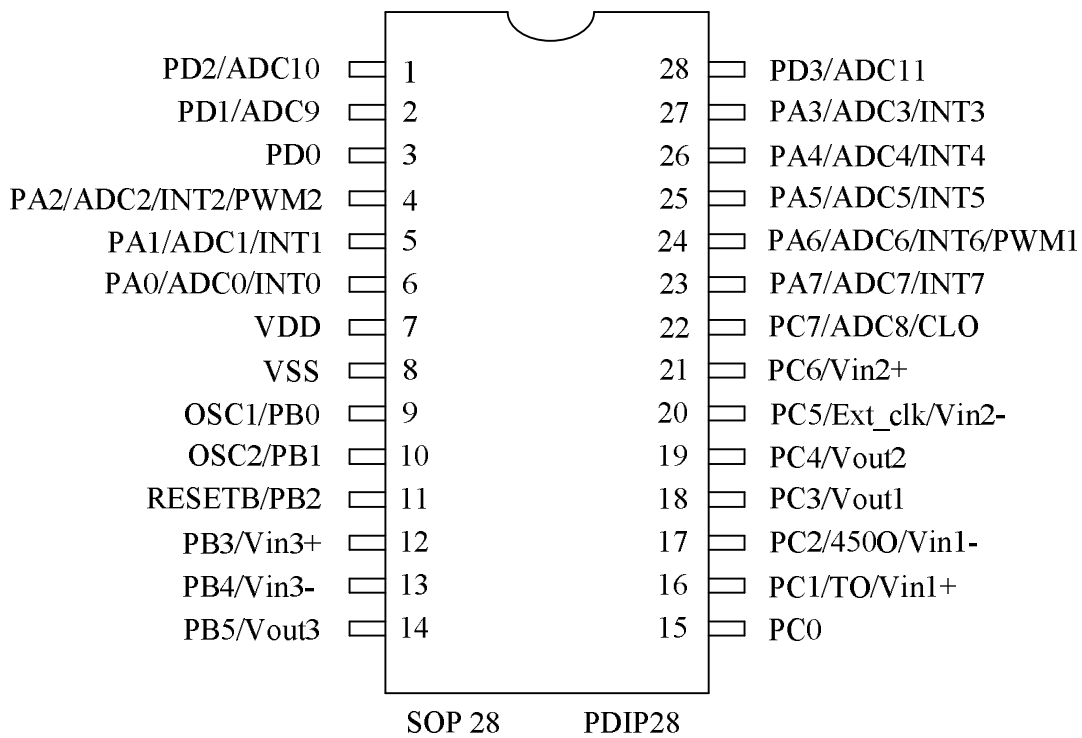 PD2/ADC10 1 28 PD3/ADC11
PD1/ADC9 2 27 PA3/ADC3/INT3
PD0 3 26 PA4/ADC4/INT4
PA2/ADC2/INT2/PWM2 4 25 PA5/ADC5/INT5
PA1/ADC1/INT1 5 24 PA6/ADC6/INT6/PWM1
PA0/ADC0/INT0 6 23 PA7/ADC7/INT7
VDD 7 22 PC7/ADC8/CLO
VSS 8 21 PC6/Vin2+
OSC1/PB0 9 20 PC5/Ext_clk/Vin2-
OSC2/PB1 10 19 PC4/Vout2
RESETB/PB2 11 18 PC3/Vout1
PB3/Vin3+ 12 17 PC2/450O/Vin1-
PB4/Vin3- 13 16 PC1/TO/Vin1+
PB5/Vout3 14 15 PC0
SOP 28 PDIP28